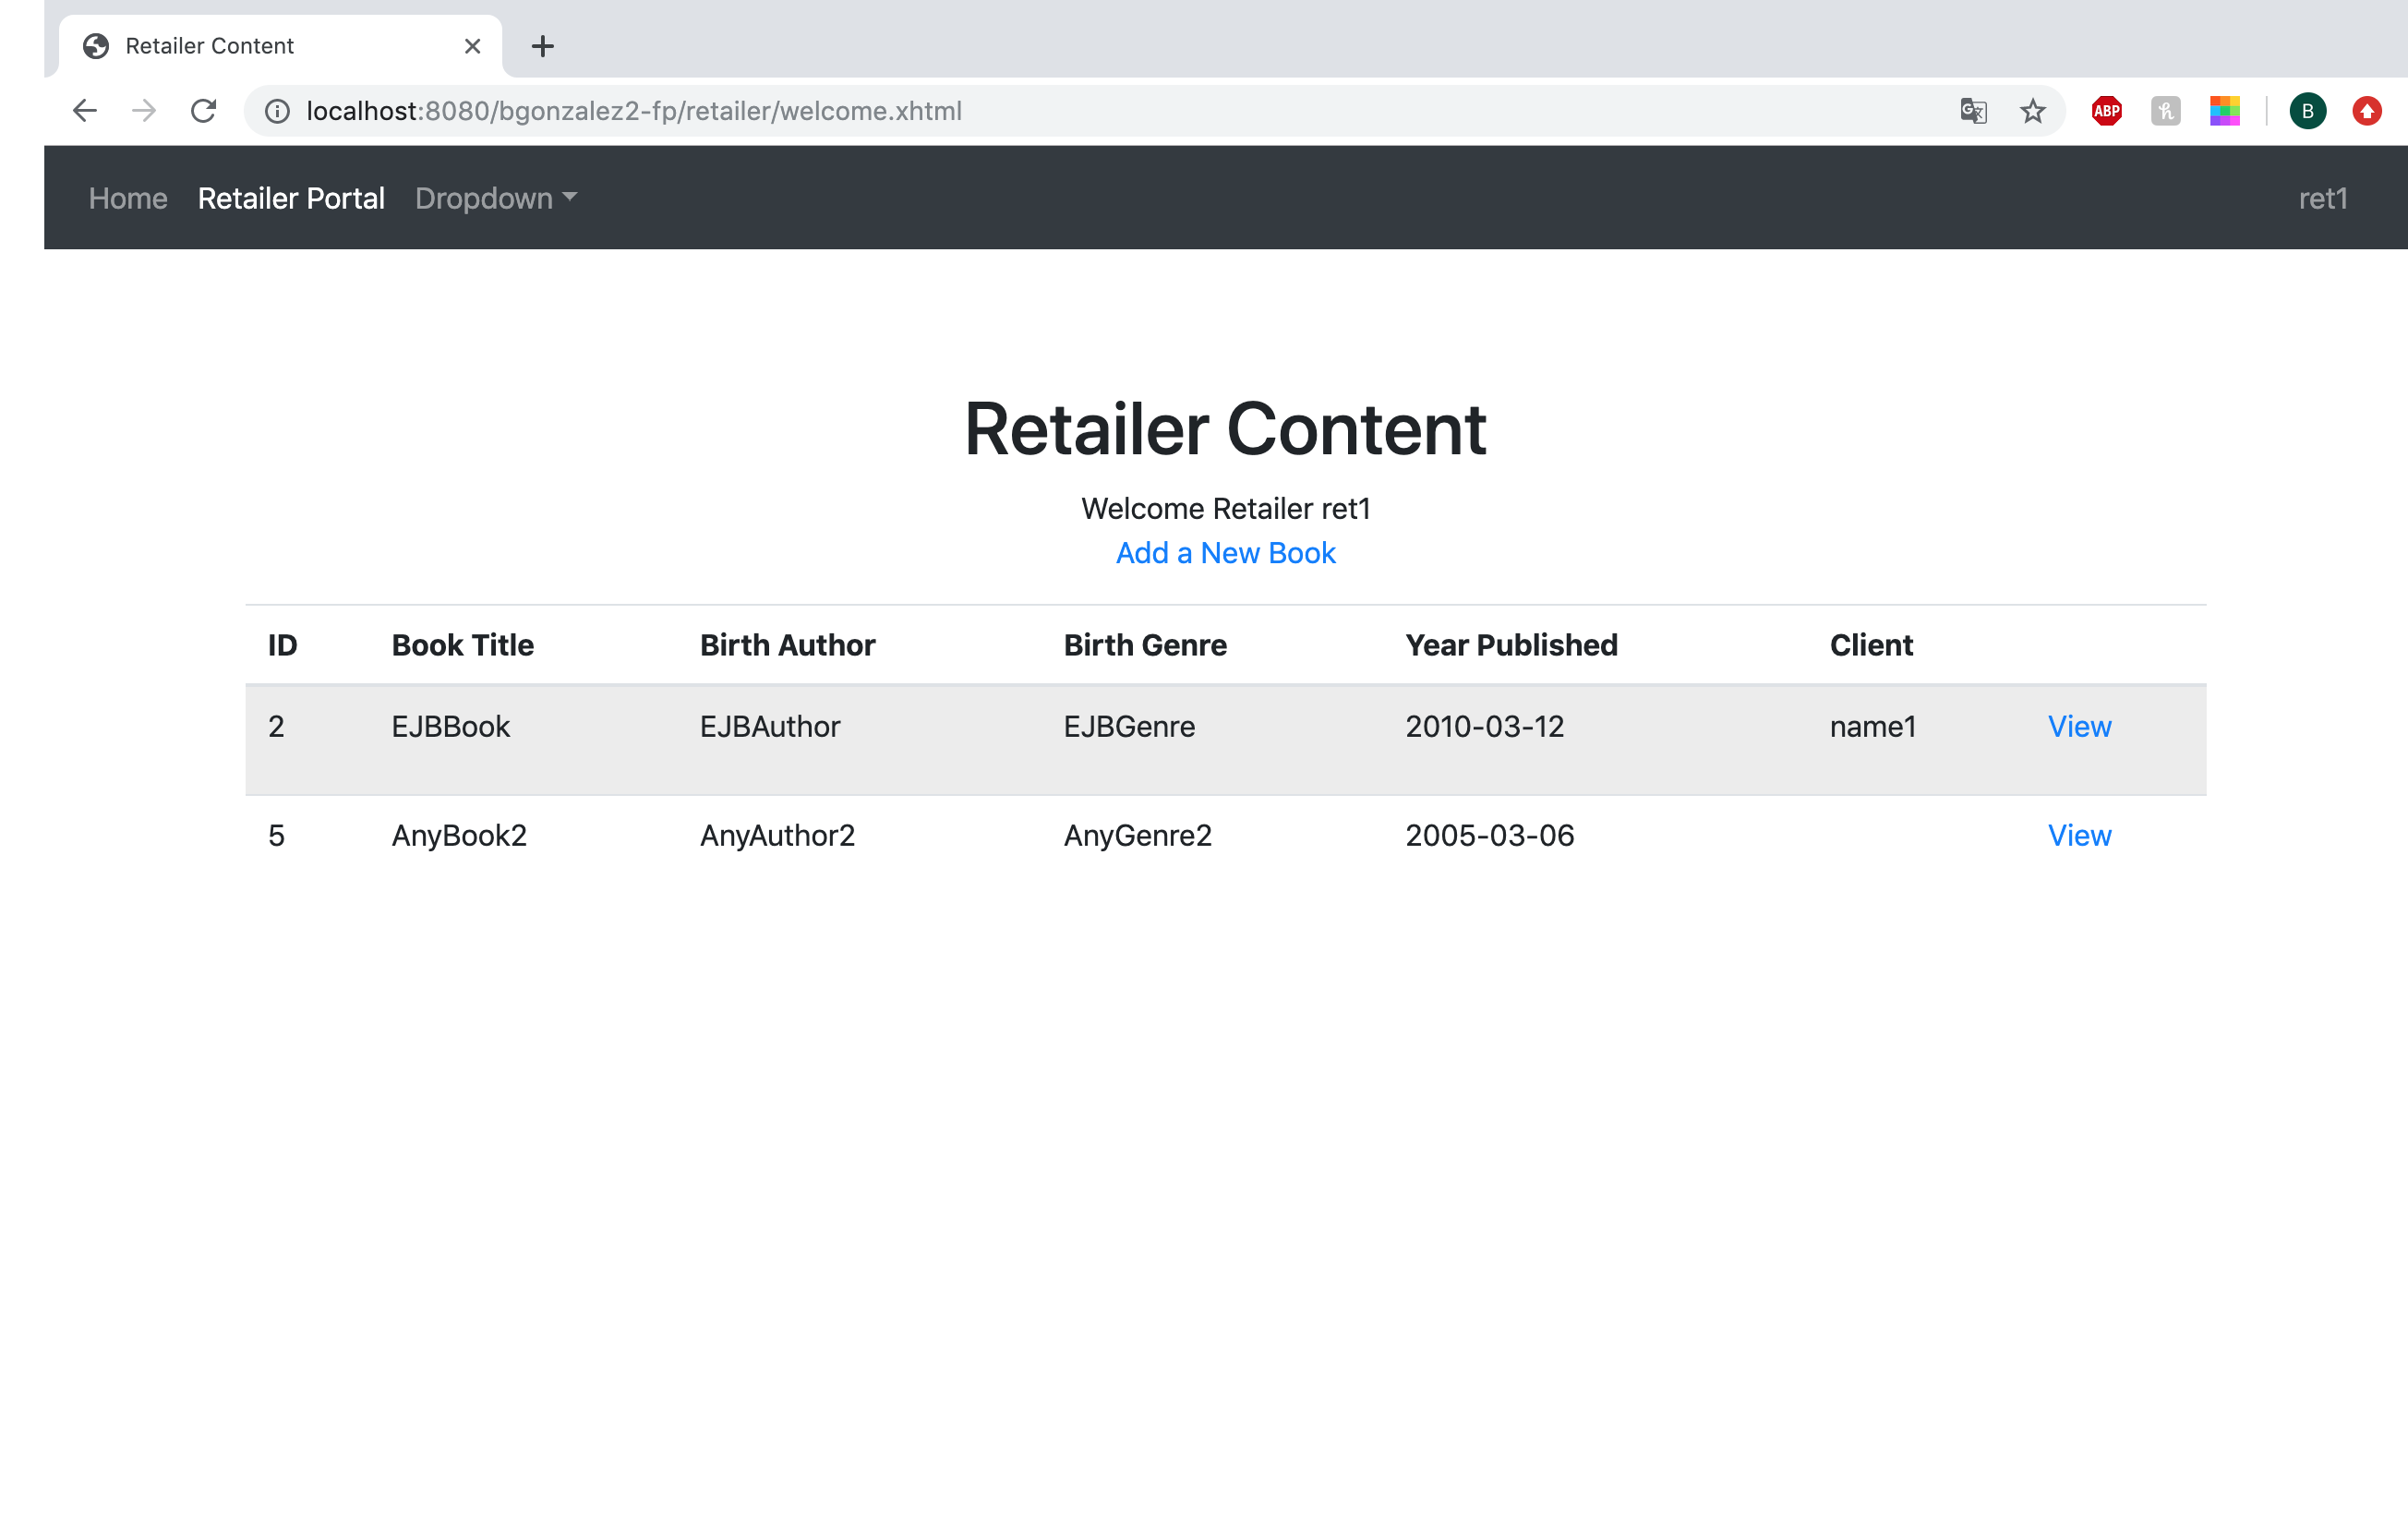 Retailer Content
localhost:8080/bgonzalez2-fp/retailer/welcome.xhtml
ABP
B
Home Retailer Portal Dropdown ret1
Retailer Content
Welcome Retailer ret1
Add a New Book
ID Book Title Birth Author Birth Genre Year Published Client
2 EJBBook EJBAuthor EJBGenre 2010-03-12 name1 View
5 AnyBook2 AnyAuthor2 AnyGenre2 2005-03-06 View